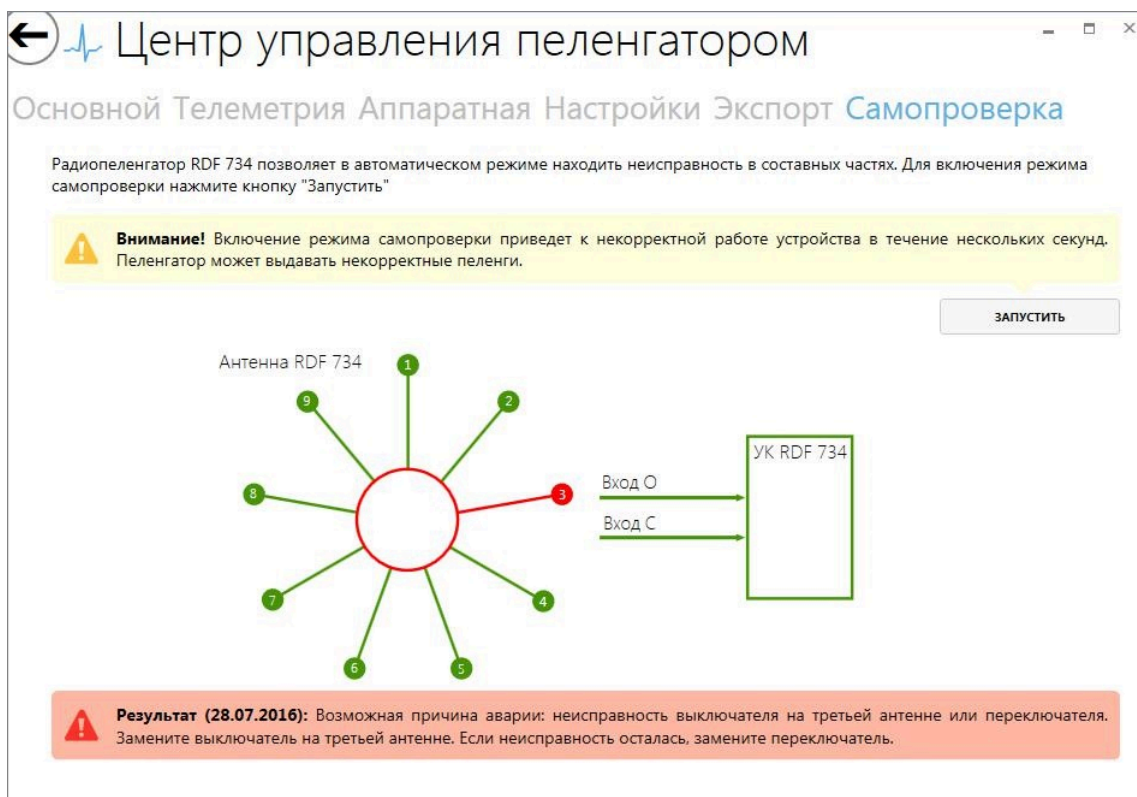 Центр управления пеленгатором
Основной Телеметрия Аппаратная Настройки Экспорт Самопроверка
Радиопеленгатор RDF 734 позволяет в автоматическом режиме находить неисправность в составных частях. Для включения режима
самопроверки нажмите кнопку "Запустить"
Внимание! Включение режима самопроверки приведет к некорректной работе устройства в течение нескольких секунд.
Пеленгатор может выдавать некорректные пеленги.
ЗАПУСТИТЬ
Антенна RDF 734
1
2
3
4
5
6
7
8
9
УК RDF 734
Вход О
Вход С
Результат (28.07.2016): Возможная причина аварии: неисправность выключателя на третьей антенне или переключателя.
Замените выключатель на третьей антенне. Если неисправность осталась, замените переключатель.